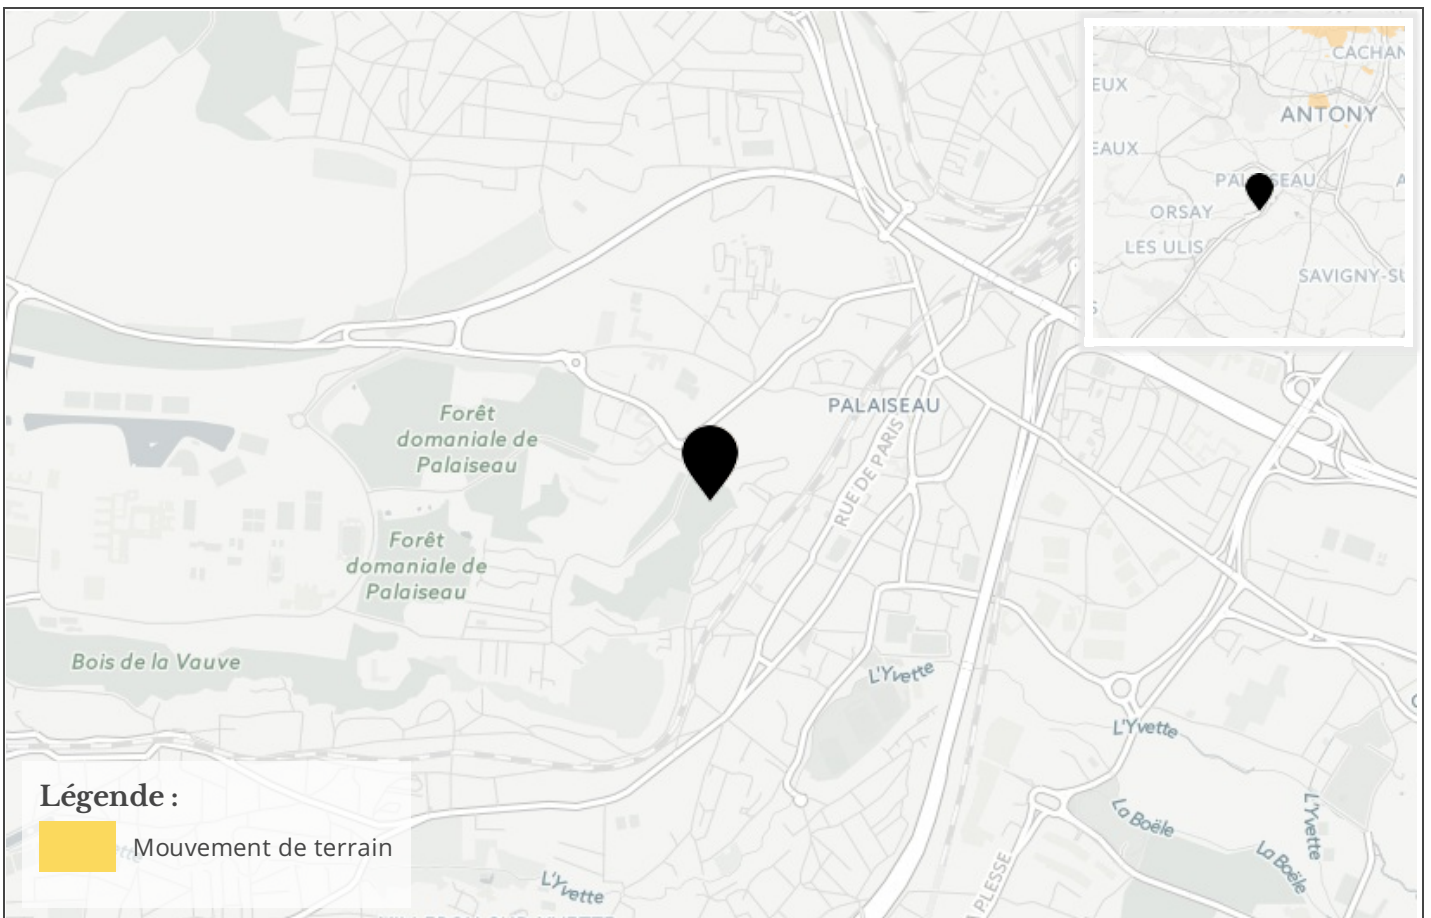 CACHAN
EUX
ANTONY
EAUX
PALAISEAU
A
ORSAY
LES ULIS
SAVIGNY-SU
S
PALAISEAU
RUE DE PARIS
Forêt
domaniale de
Palaiseau
Forêt
domaniale de
Palaiseau
Bois de la Vauve
L'Yvette
L'Yvette
Légende :
Mouvement de terrain
La Boële
L'Yvette
La Boële
L'Yvette
A PLESSE